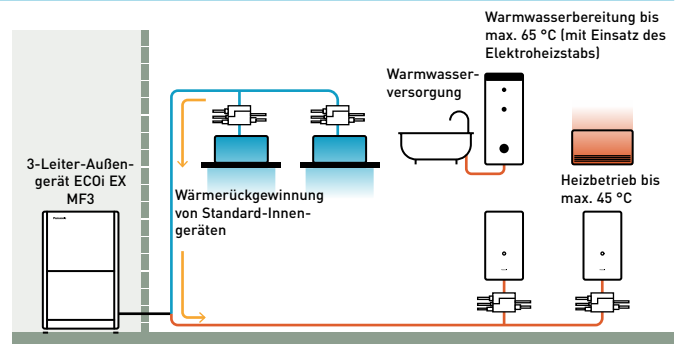 Warmwasserbereitung bis
max. 65 °C (mit Einsatz des
Elektroheizstabs)
Warmwasser-
versorgung
3-Leiter-Außen-
gerät ECOi EX
MF3
Wärmerückgewinnung
von Standard-Innen-
geräten
Heizbetrieb bis
max. 45 °C